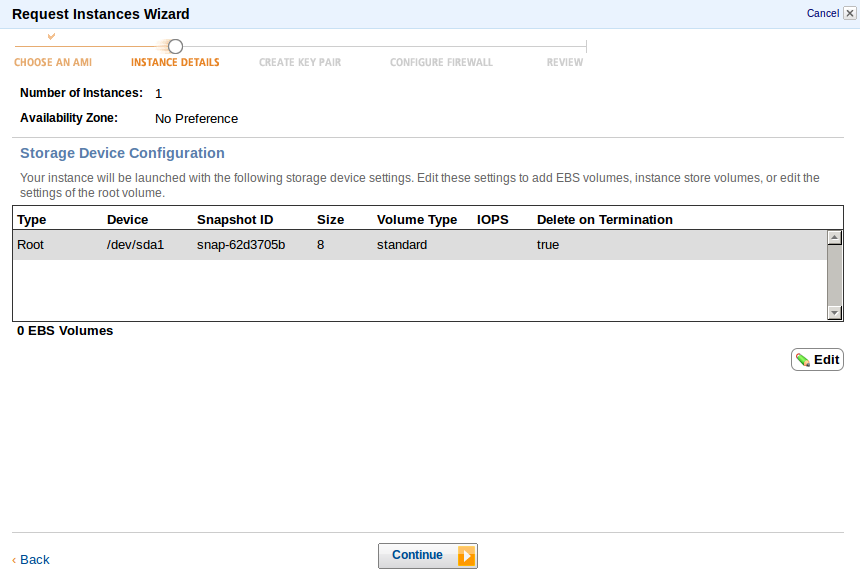 Request Instances Wizard
Cancel
CHOOSE AN AMI INSTANCE DETAILS CREATE KEY PAIR CONFIGURE FIREWALL REVIEW
Number of Instances: 1
Availability Zone: No Preference
Storage Device Configuration
Your instance will be launched with the following storage device settings. Edit these settings to add EBS volumes, instance store volumes, or edit the
settings of the root volume.
Type Device Snapshot ID Size Volume Type IOPS Delete on Termination
Root /dev/sda1 snap-62d3705b 8 standard true
0 EBS Volumes
Edit
‹ Back
Continue